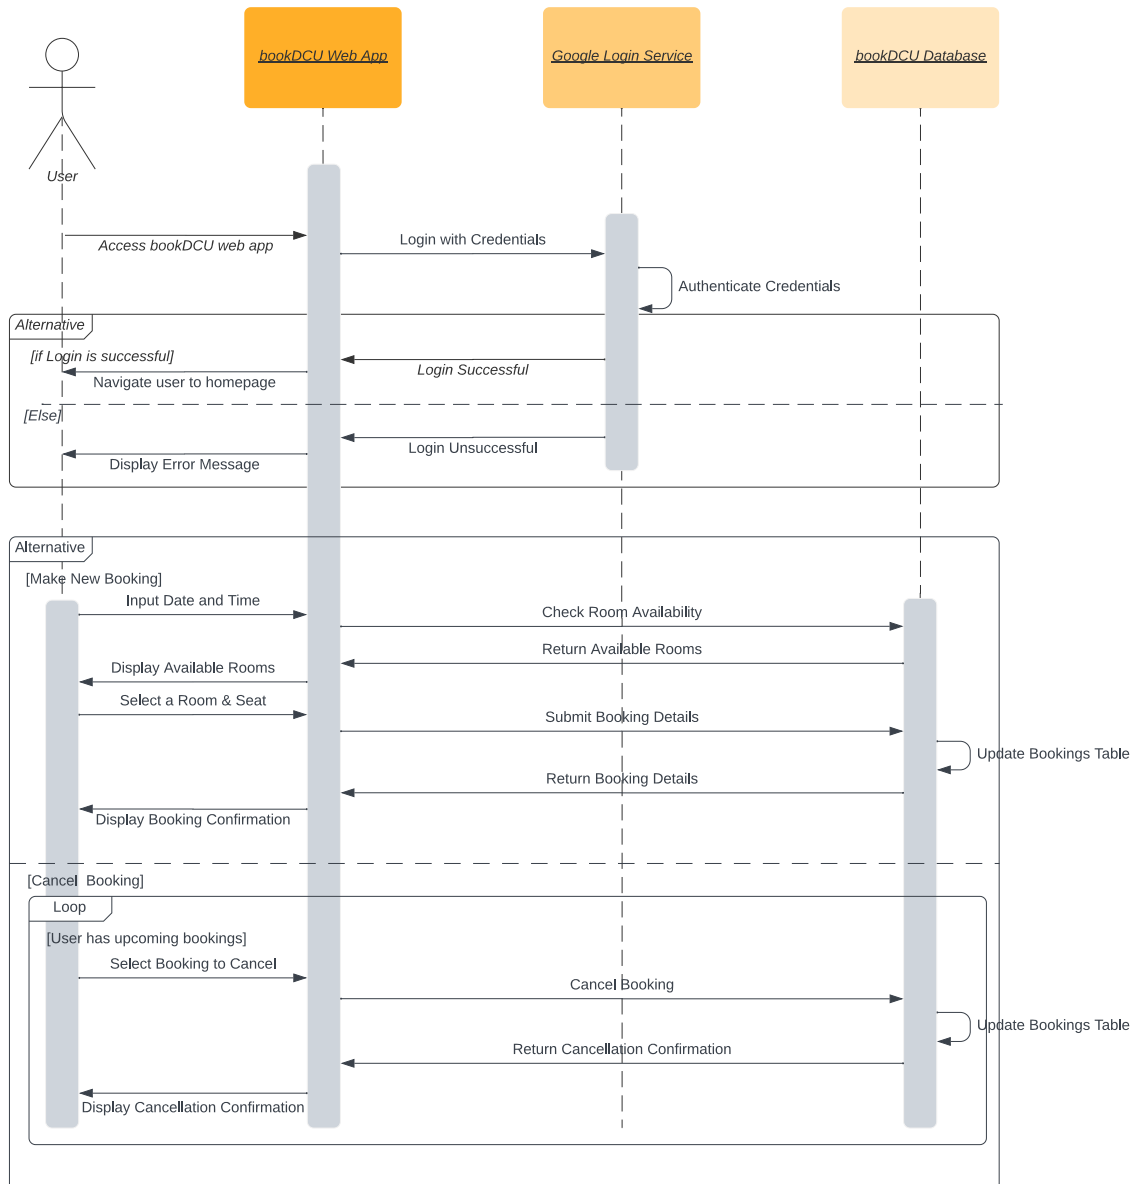 bookDCU Web App
Google Login Service
bookDCU Database
User
Access bookDCU web app
Login with Credentials
Authenticate Credentials
Alternative
[if Login is successful]
Login Successful
Navigate user to homepage
[Else]
Login Unsuccessful
Display Error Message
Alternative
[Make New Booking]
Input Date and Time
Check Room Availability
Return Available Rooms
Display Available Rooms
Select a Room & Seat
Submit Booking Details
Update Bookings Table
Return Booking Details
Display Booking Confirmation
[Cancel Booking]
Loop
[User has upcoming bookings]
Select Booking to Cancel
Cancel Booking
Update Bookings Table
Return Cancellation Confirmation
Display Cancellation Confirmation